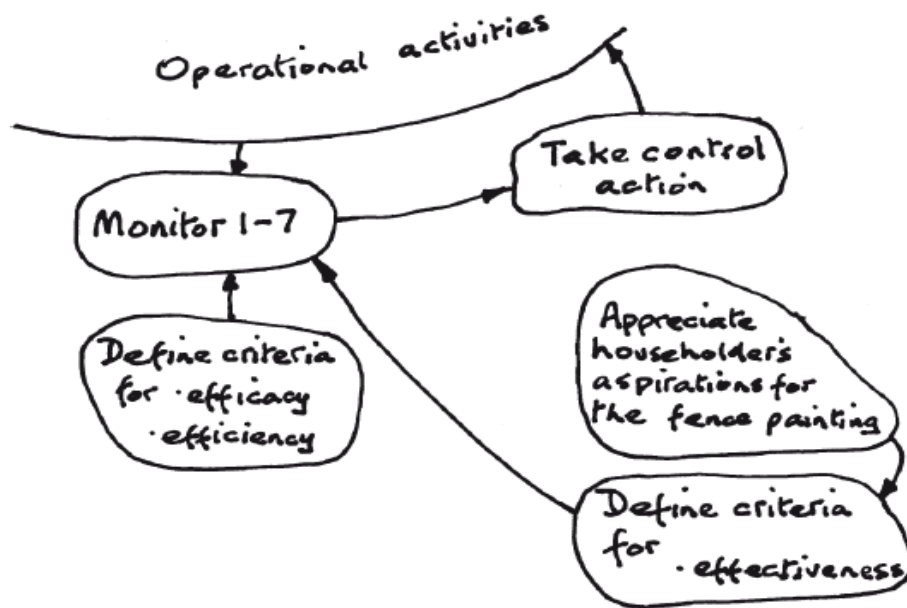 Operational activities
Take control
action
Monitor 1-7
Appreciate
householder's
aspirations for
the fence painting
Define criteria
for · efficacy
· efficiency
Define criteria
for
· effectiveness